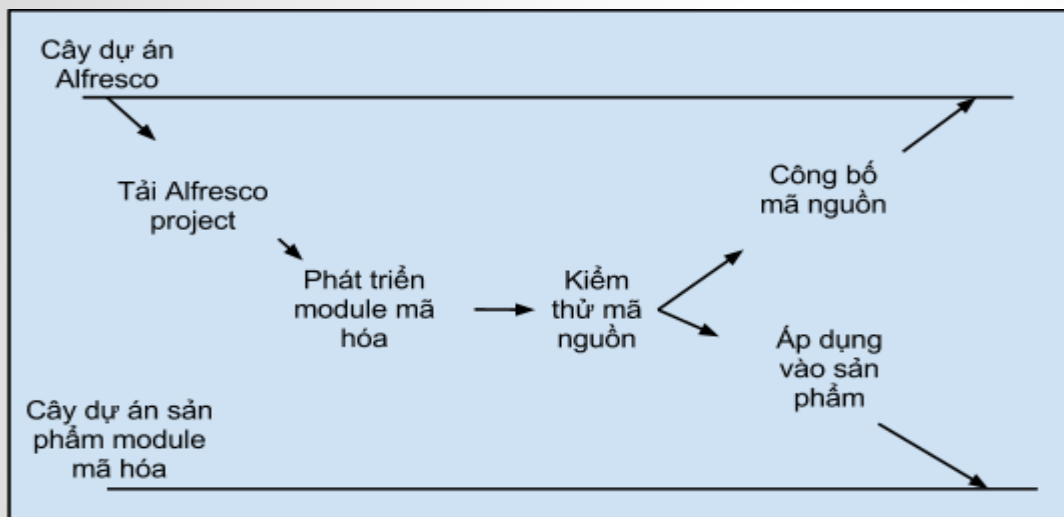 Cây dự án
Alfresco
Tải Alfresco
project
Phát triển
module mã
hóa
Kiểm
thử mã
nguồn
Công bố
mã nguồn
Áp dụng
vào sản
phẩm
Cây dự án sản
phẩm module
mã hóa